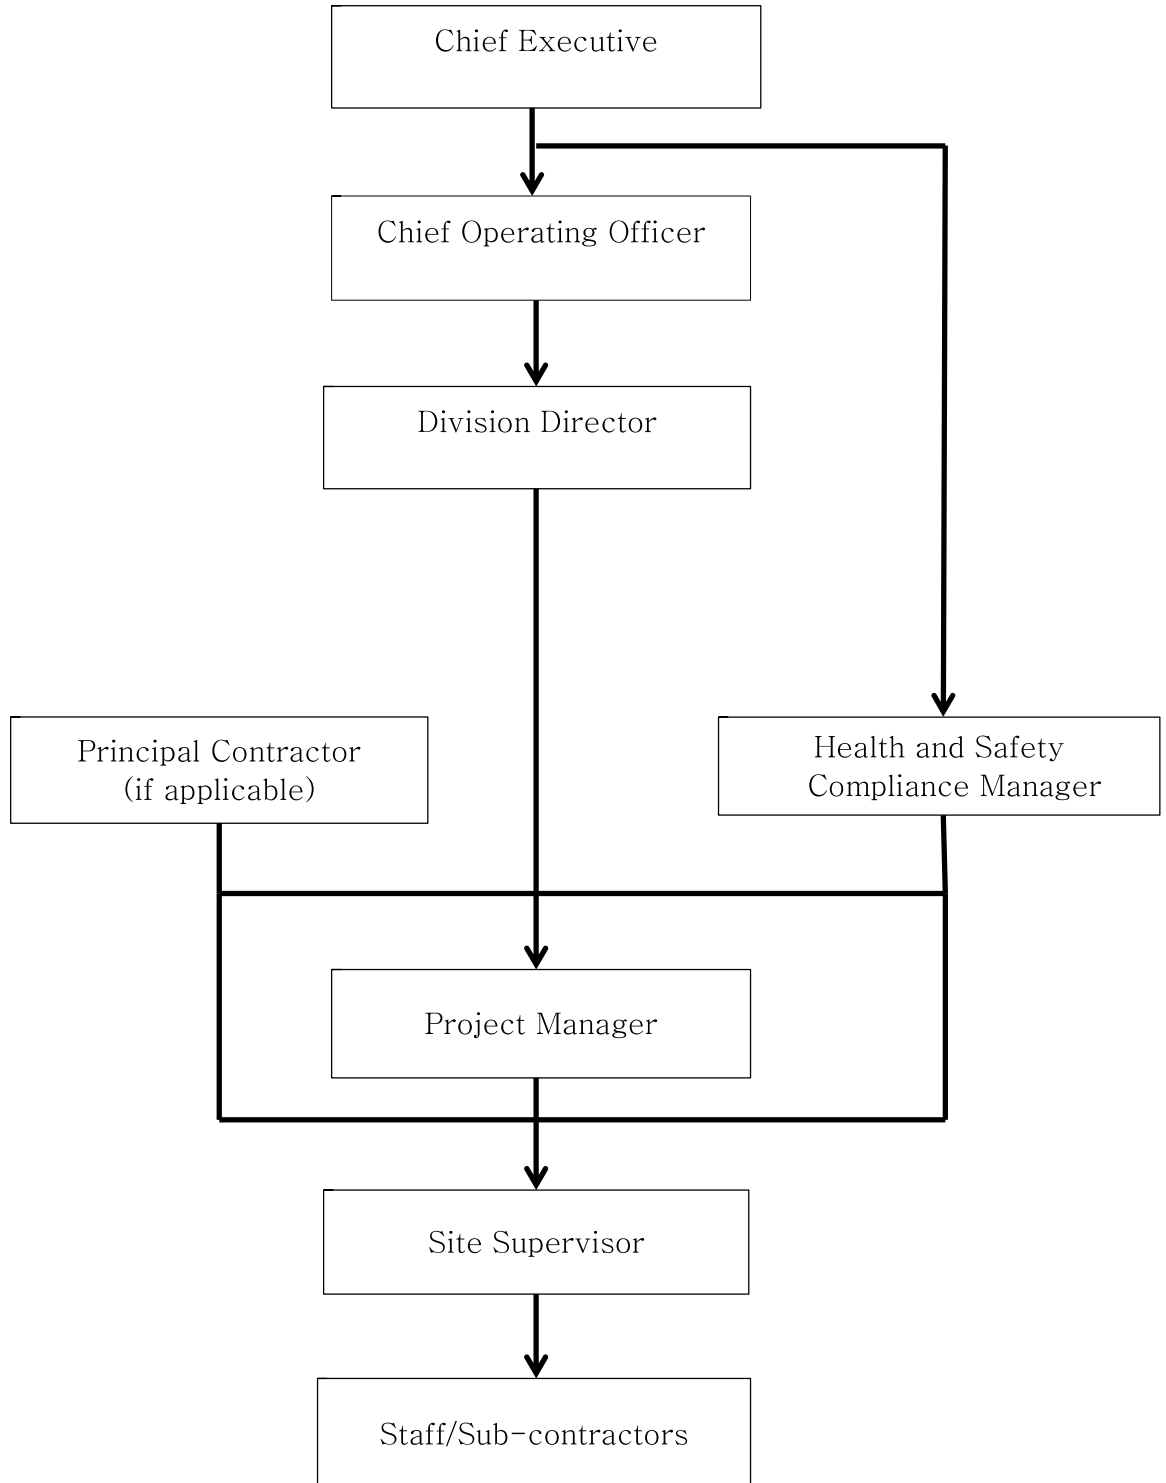 Chief Executive
Chief Operating Officer
Division Director
Principal Contractor
(if applicable)
Health and Safety
Compliance Manager
Project Manager
Site Supervisor
Staff/Sub-contractors